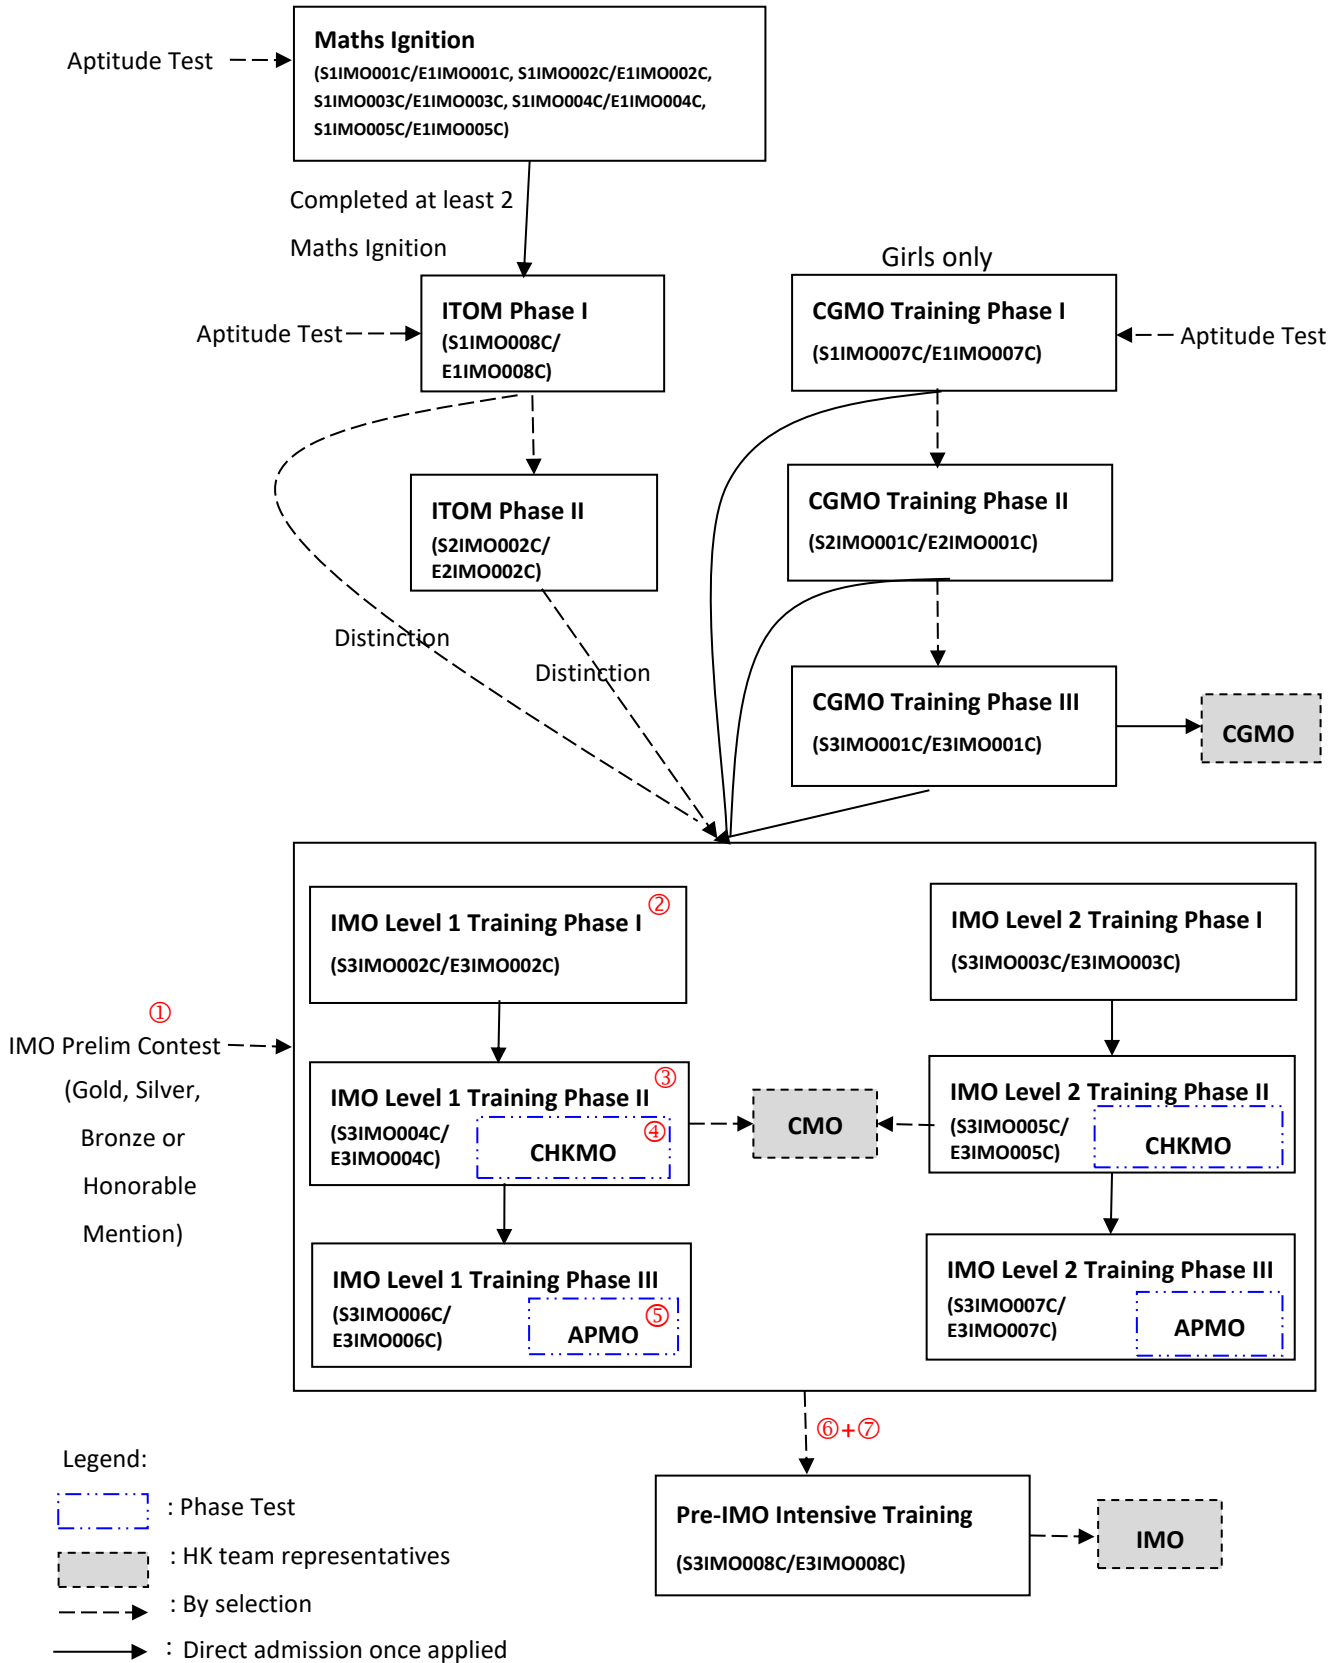 Maths Ignition
Aptitude Test
(S1IMO001C/E1IMO001C, S1IMO002C/E1IMO002C,
S1IMO003C/E1IMO003C, S1IMO004C/E1IMO004C,
S1IMO005C/E1IMO005C)
Completed at least 2
Maths Ignition
Girls only
ITOM Phase I
(S1IMO008C/
E1IMO008C)
Aptitude Test
CGMO Training Phase I
(S1IMO007C/E1IMO007C)
Aptitude Test
ITOM Phase II
(S2IMO002C/
E2IMO002C)
CGMO Training Phase II
(S2IMO001C/E2IMO001C)
Distinction
Distinction
CGMO Training Phase III
(S3IMO001C/E3IMO001C)
CGMO
IMO Level 1 Training Phase I ②
(S3IMO002C/E3IMO002C)
IMO Level 2 Training Phase I
(S3IMO003C/E3IMO003C)
①
IMO Prelim Contest
(Gold, Silver,
Bronze or
Honorable
Mention)
IMO Level 1 Training Phase II ③
(S3IMO004C/
E3IMO004C)
CHKMO ④
CMO
IMO Level 2 Training Phase II
(S3IMO005C/
E3IMO005C)
CHKMO
IMO Level 1 Training Phase III
(S3IMO006C/
E3IMO006C)
APMO ⑤
IMO Level 2 Training Phase III
(S3IMO007C/
E3IMO007C)
APMO
⑥+⑦
Legend:
: Phase Test
: HK team representatives
: By selection
: Direct admission once applied
Pre-IMO Intensive Training
(S3IMO008C/E3IMO008C)
IMO